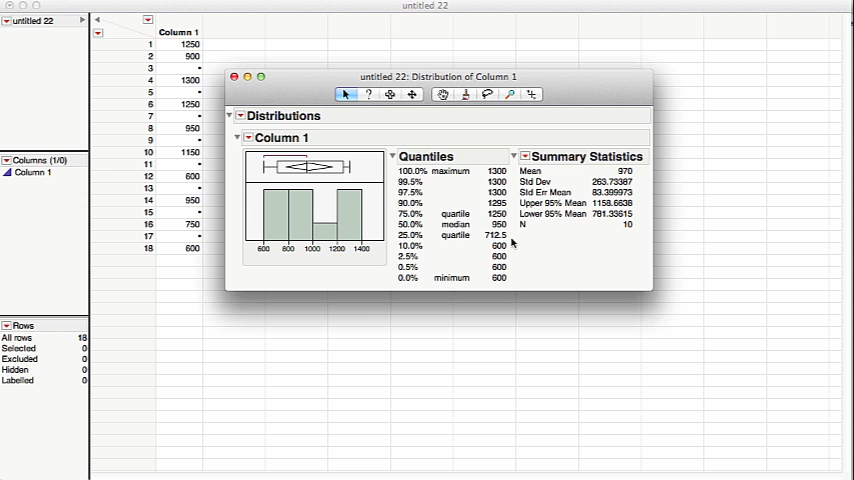 untitled 22
untitled 22
Column 1
1 1250
2 900
3 •
4 1300
5 •
6 1250
7 •
8 950
9 •
10 1150
11 •
12 600
13 •
14 950
15 •
16 750
17 •
18 600
Columns (1/0)
Column 1
Rows
All rows 18
Selected 0
Excluded 0
Hidden 0
Labelled 0
untitled 22: Distribution of Column 1
?
Distributions
Column 1
600 800 1000 1200 1400
Quantiles
100.0% maximum 1300
99.5% 1300
97.5% 1300
90.0% 1295
75.0% quartile 1250
50.0% median 950
25.0% quartile 712.5
10.0% 600
2.5% 600
0.5% 600
0.0% minimum 600
Summary Statistics
Mean 970
Std Dev 263.73387
Std Err Mean 83.399973
Upper 95% Mean 1158.6638
Lower 95% Mean 781.33615
N 10